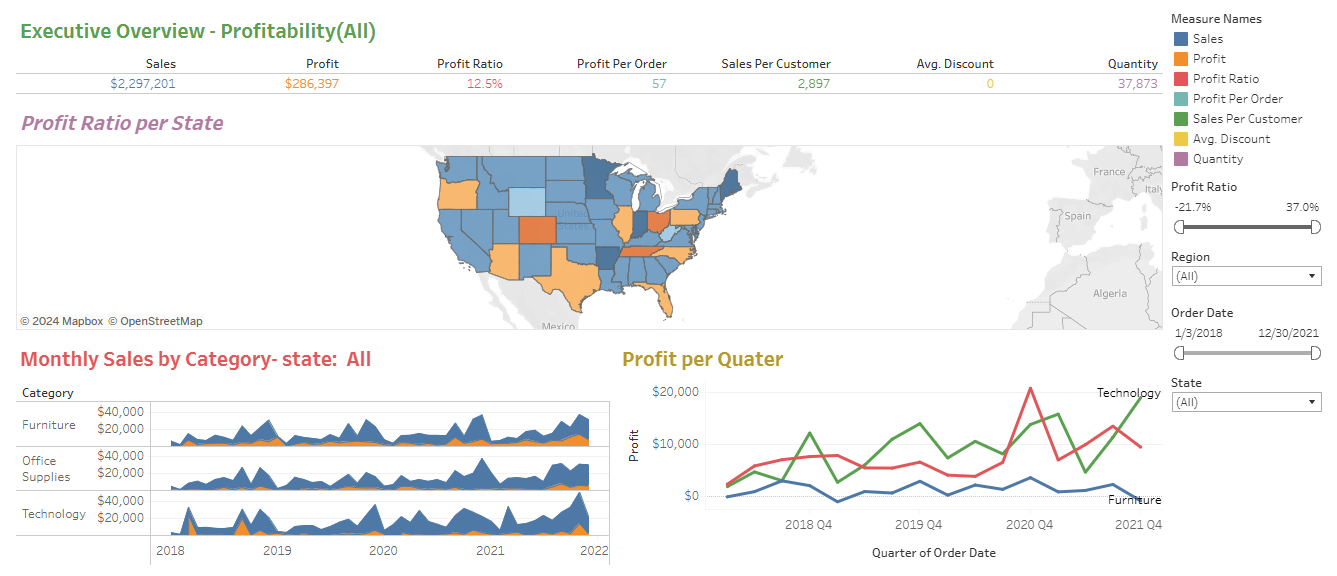 Executive Overview - Profitability(All)
Sales Profit Profit Ratio Profit Per Order Sales Per Customer Avg. Discount Quantity
$2,297,201 $286,397 12.5% 57 2,897 0 37,873
Profit Ratio per State
United
States
Mexico
France
Italy
Spain
Algeria
© 2024 Mapbox © OpenStreetMap
Monthly Sales by Category- state: All
Category
Furniture
$40,000
$20,000
Office
Supplies
$40,000
$20,000
Technology
$40,000
$20,000
2018 2019 2020 2021 2022
Profit per Quater
Profit
$20,000
$10,000
$0
Technology
Furniture
2018 Q4 2019 Q4 2020 Q4 2021 Q4
Quarter of Order Date
Measure Names
Sales
Profit
Profit Ratio
Profit Per Order
Sales Per Customer
Avg. Discount
Quantity
Profit Ratio
-21.7% 37.0%
Region
(All)
Order Date
1/3/2018 12/30/2021
State
(All)